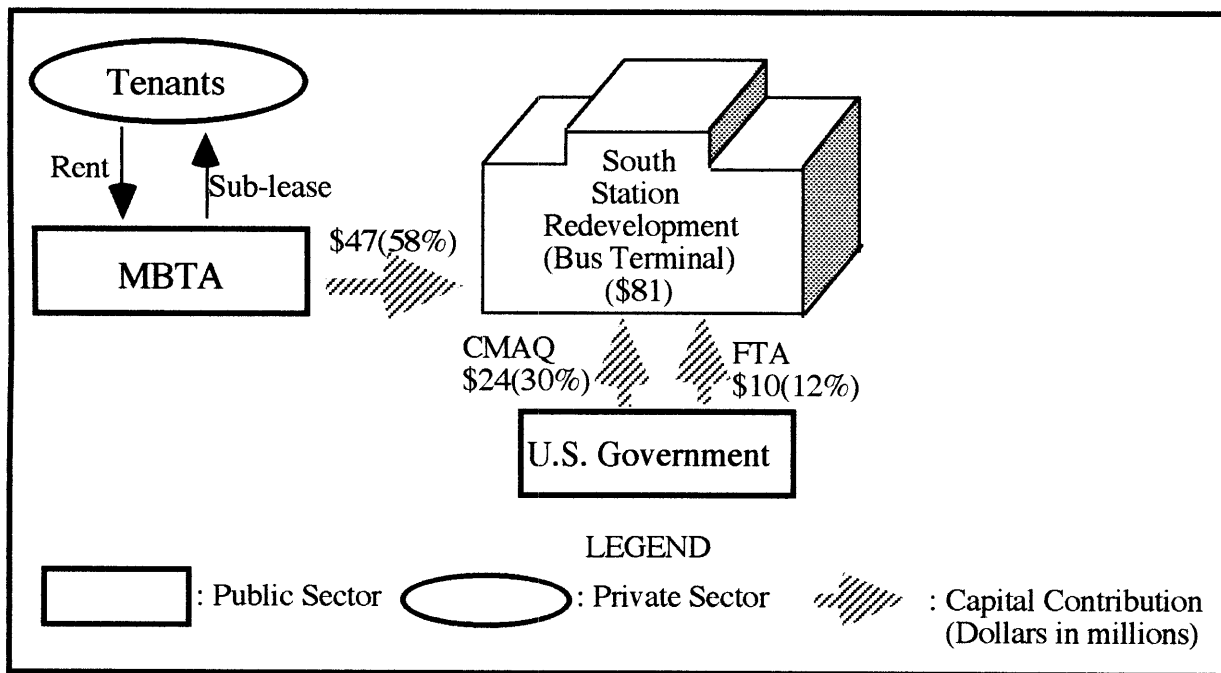 Tenants
Rent
Sub-lease
MBTA
$47(58%)
South
Station
Redevelopment
(Bus Terminal)
($81)
CMAQ
$24(30%)
FTA
$10(12%)
U.S. Government
LEGEND
: Public Sector
: Private Sector
: Capital Contribution
(Dollars in millions)